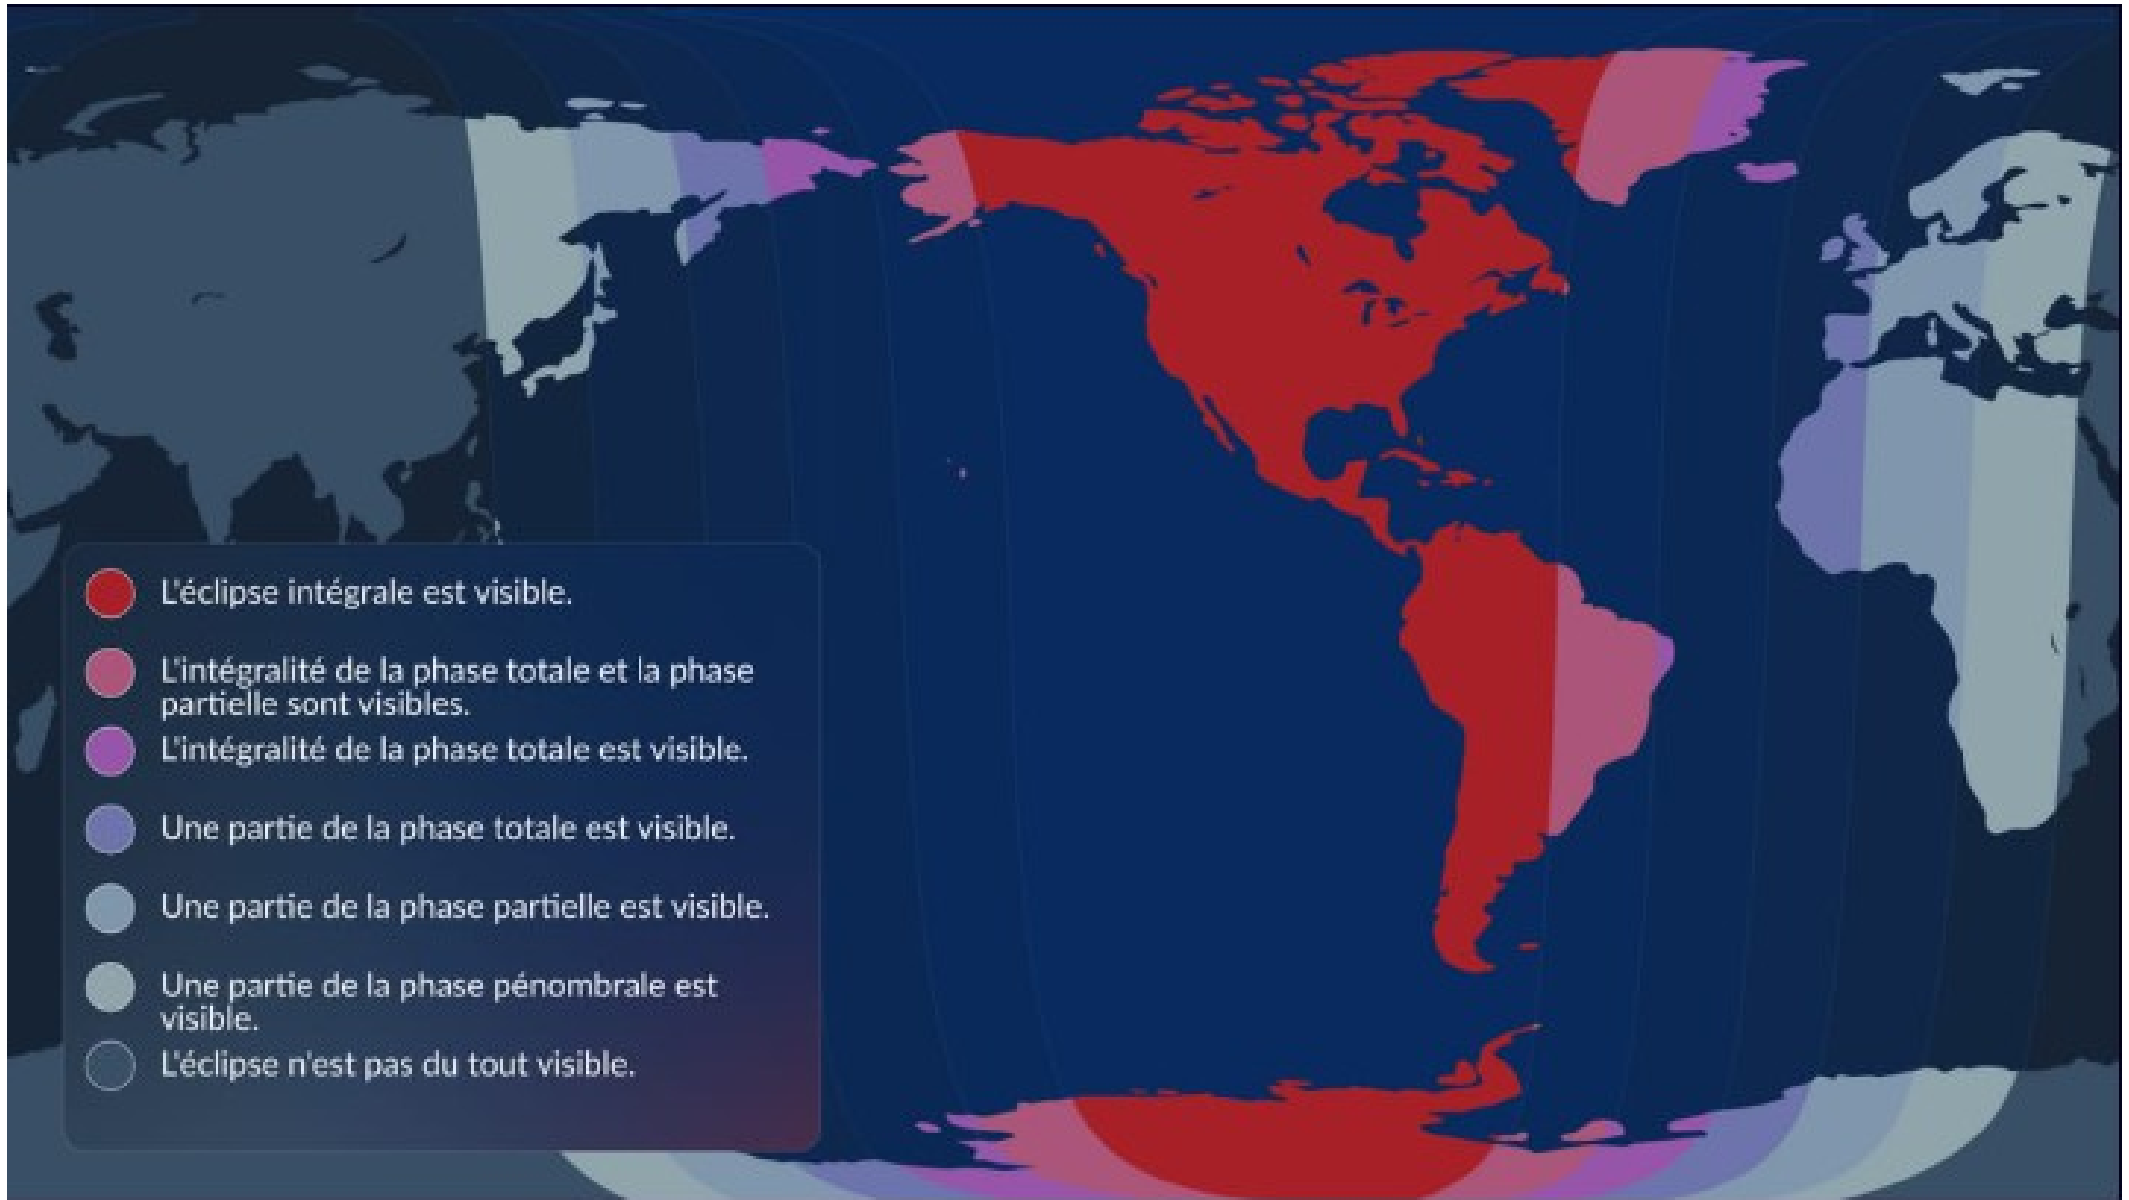 L'éclipse intégrale est visible.
L'intégralité de la phase totale et la phase
partielle sont visibles.
L'intégralité de la phase totale est visible.
Une partie de la phase totale est visible.
Une partie de la phase partielle est visible.
Une partie de la phase pénombrale est
visible.
L'éclipse n'est pas du tout visible.